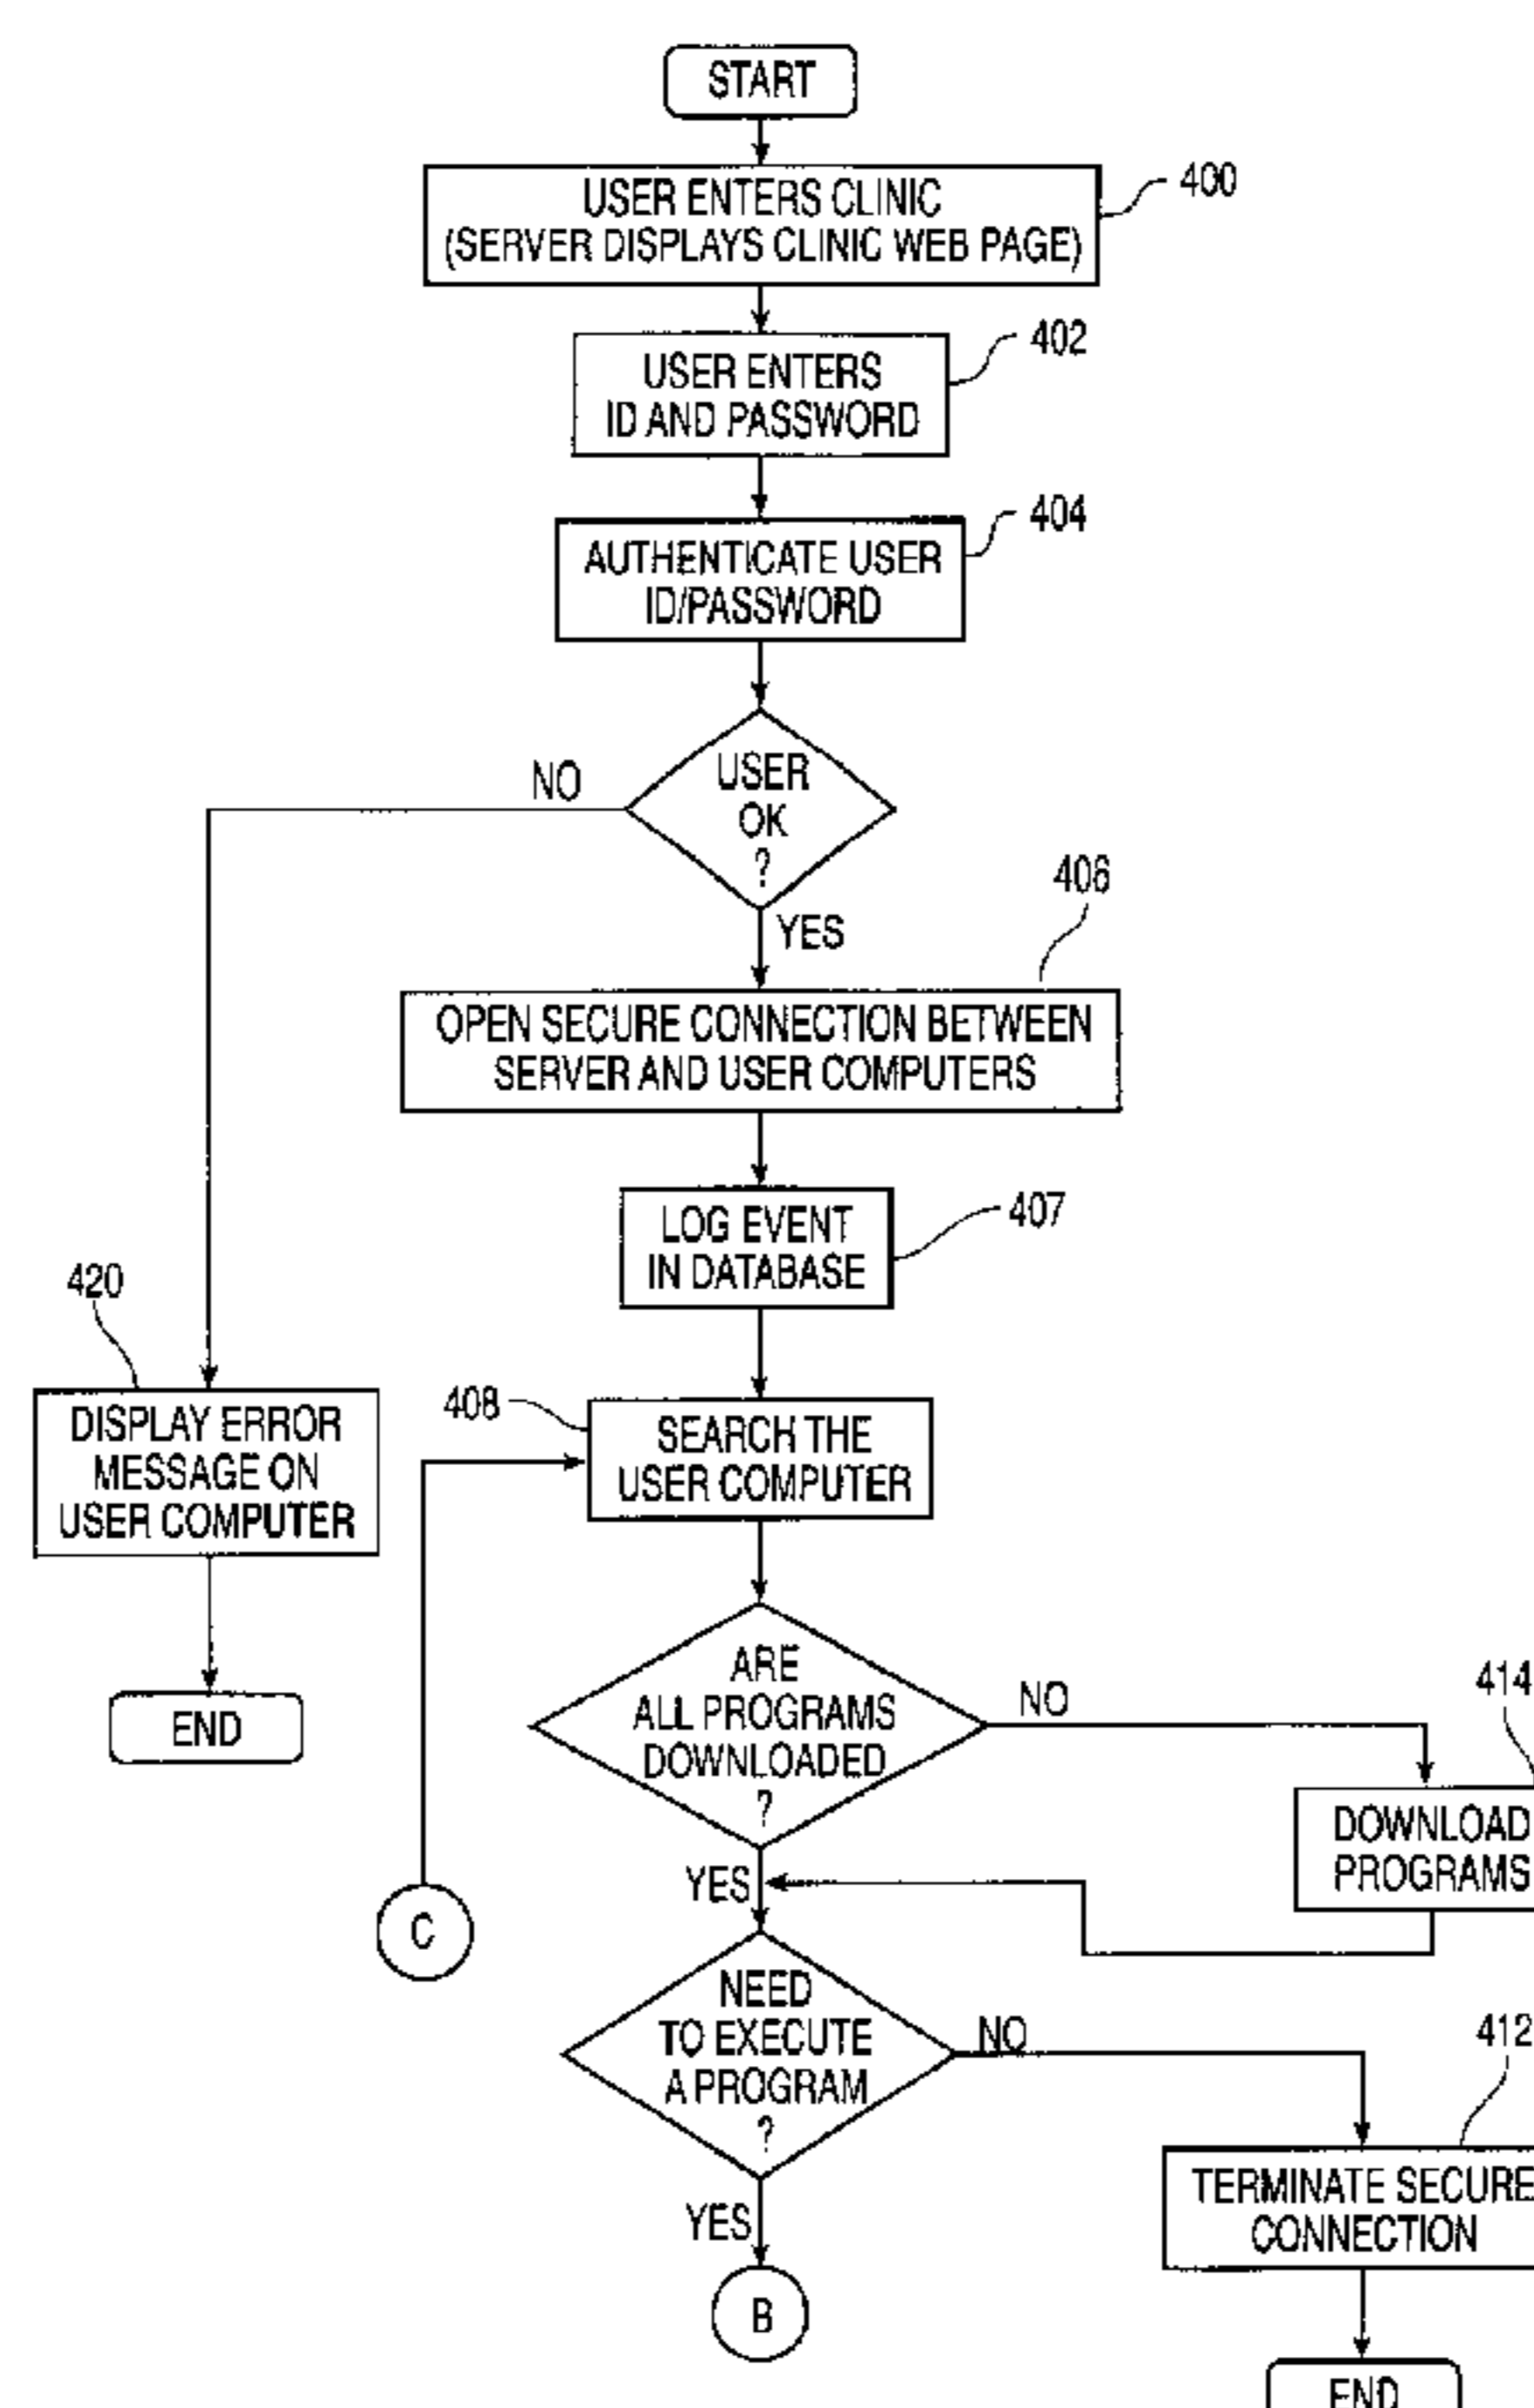 START
USER ENTERS CLINIC
(SERVER DISPLAYS CLINIC WEB PAGE)
400
USER ENTERS
ID AND PASSWORD
402
AUTHENTICATE USER
ID/PASSWORD
404
USER
OK
?
NO
YES
406
OPEN SECURE CONNECTION BETWEEN
SERVER AND USER COMPUTERS
LOG EVENT
IN DATABASE
407
420
DISPLAY ERROR
MESSAGE ON
USER COMPUTER
END
408
SEARCH THE
USER COMPUTER
ARE
ALL PROGRAMS
DOWNLOADED
?
NO
414
DOWNLOAD
PROGRAMS
YES
C
NEED
TO EXECUTE
A PROGRAM
?
NO
412
TERMINATE SECURE
CONNECTION
YES
B
END